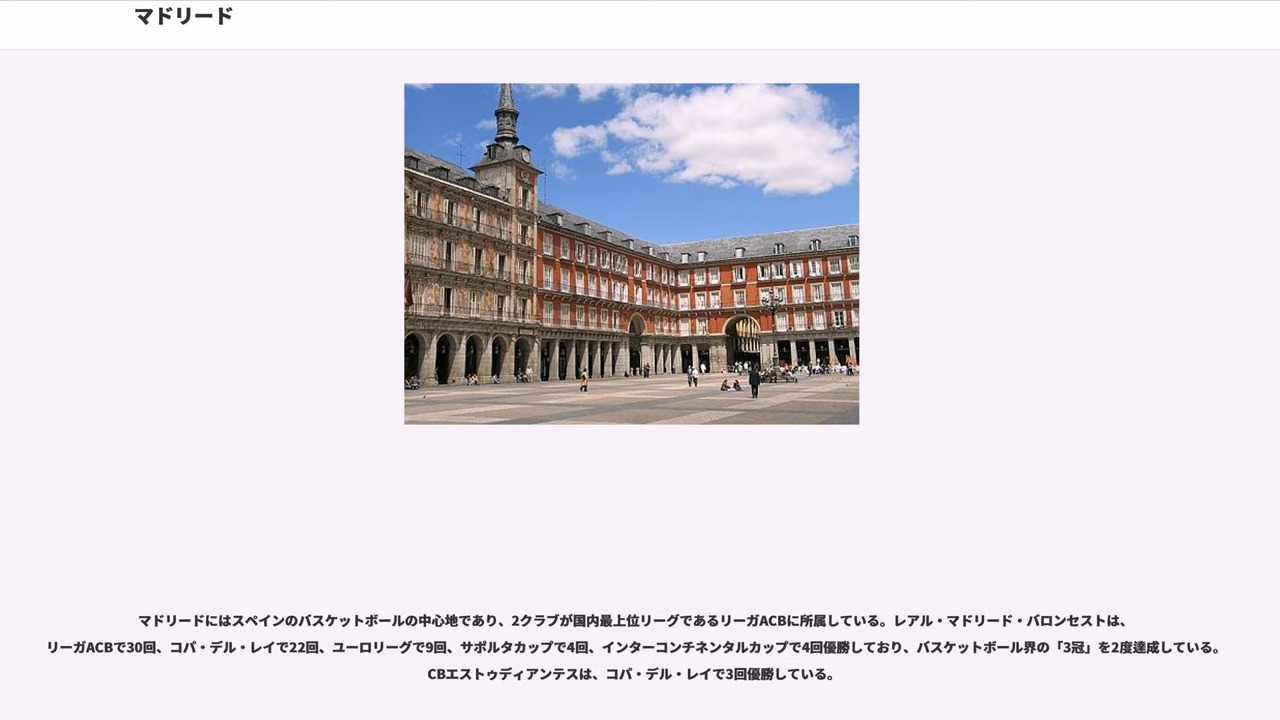 マドリード
マドリードにはスペインのバスケットボールの中心地であり、2クラブが国内最上位リーグであるリーガACBに所属している。レアル・マドリード・バロンセストは、
リーガACBで30回、コパ・デル・レイで22回、ユーロリーグで9回、サポルタカップで4回、インターコンチネンタルカップで4回優勝しており、バスケットボール界の「3冠」を2度達成している。
CBエストゥディアンテスは、コパ・デル・レイで3回優勝している。